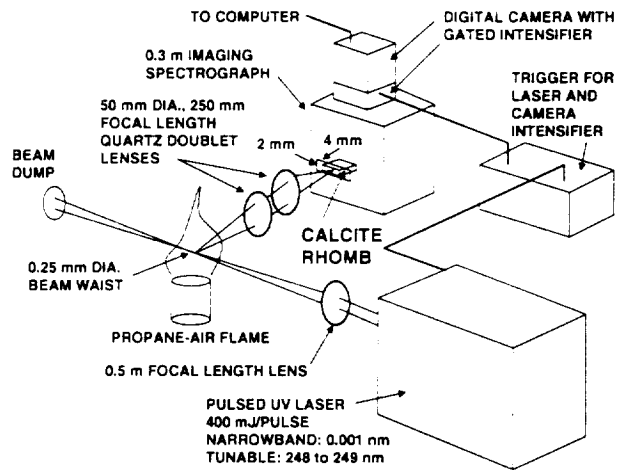 TO COMPUTER
DIGITAL CAMERA WITH
GATED INTENSIFIER
0.3 m IMAGING
SPECTROGRAPH
TRIGGER FOR
LASER AND
CAMERA
INTENSIFIER
50 mm DIA., 250 mm
FOCAL LENGTH
QUARTZ DOUBLET
LENSES
2 mm
4 mm
BEAM
DUMP
CALCITE
RHOMB
0.25 mm DIA.
BEAM WAIST
PROPANE-AIR FLAME
0.5 m FOCAL LENGTH LENS
PULSED UV LASER
400 mJ/PULSE
NARROWBAND: 0.001 nm
TUNABLE: 248 to 249 nm